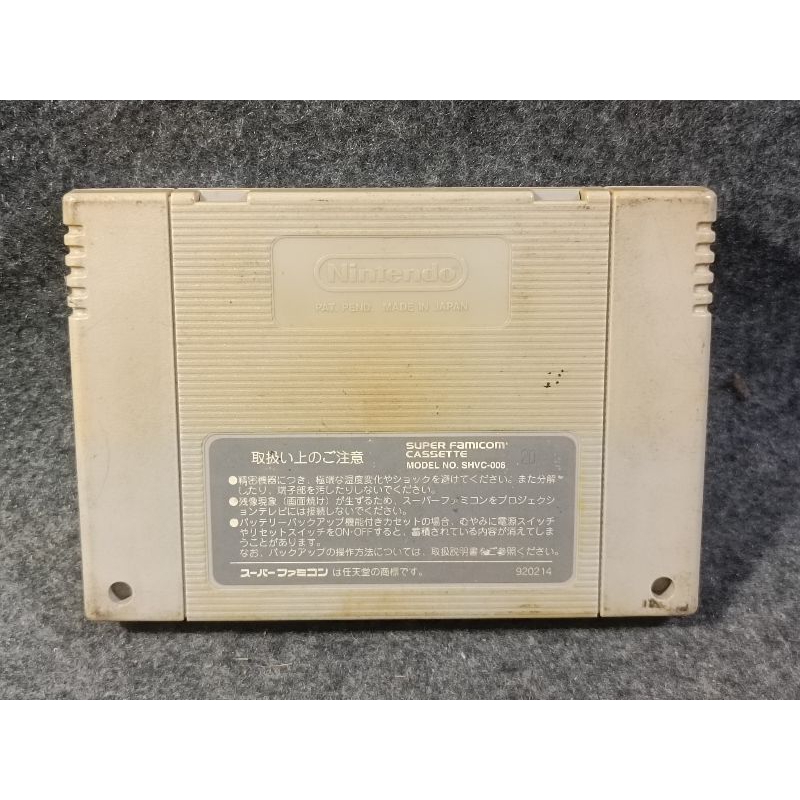 Nintendo
PAT. PEND. MADE IN JAPAN
取扱い上のご注意
SUPER FAMICOM
CASSETTE
MODEL NO. SHVC-006
20
●精密機器につき、極端な温度変化やショックを避けてください。また分解
したり、端子部を汚したりしないでください。
●残像現象（画面焼け）が生ずるため、スーパーファミコンをプロジェクシ
ョンテレビには接続しないでください。
●バッテリーバックアップ機能付きカセットの場合、むやみに電源スイッチ
やリセットスイッチをON・OFFすると、蓄積されている内容が消えてしま
うことがあります。
なお、バックアップの操作方法については、取扱説明書をご参照ください。
スーパーファミコン は任天堂の商標です。
920214